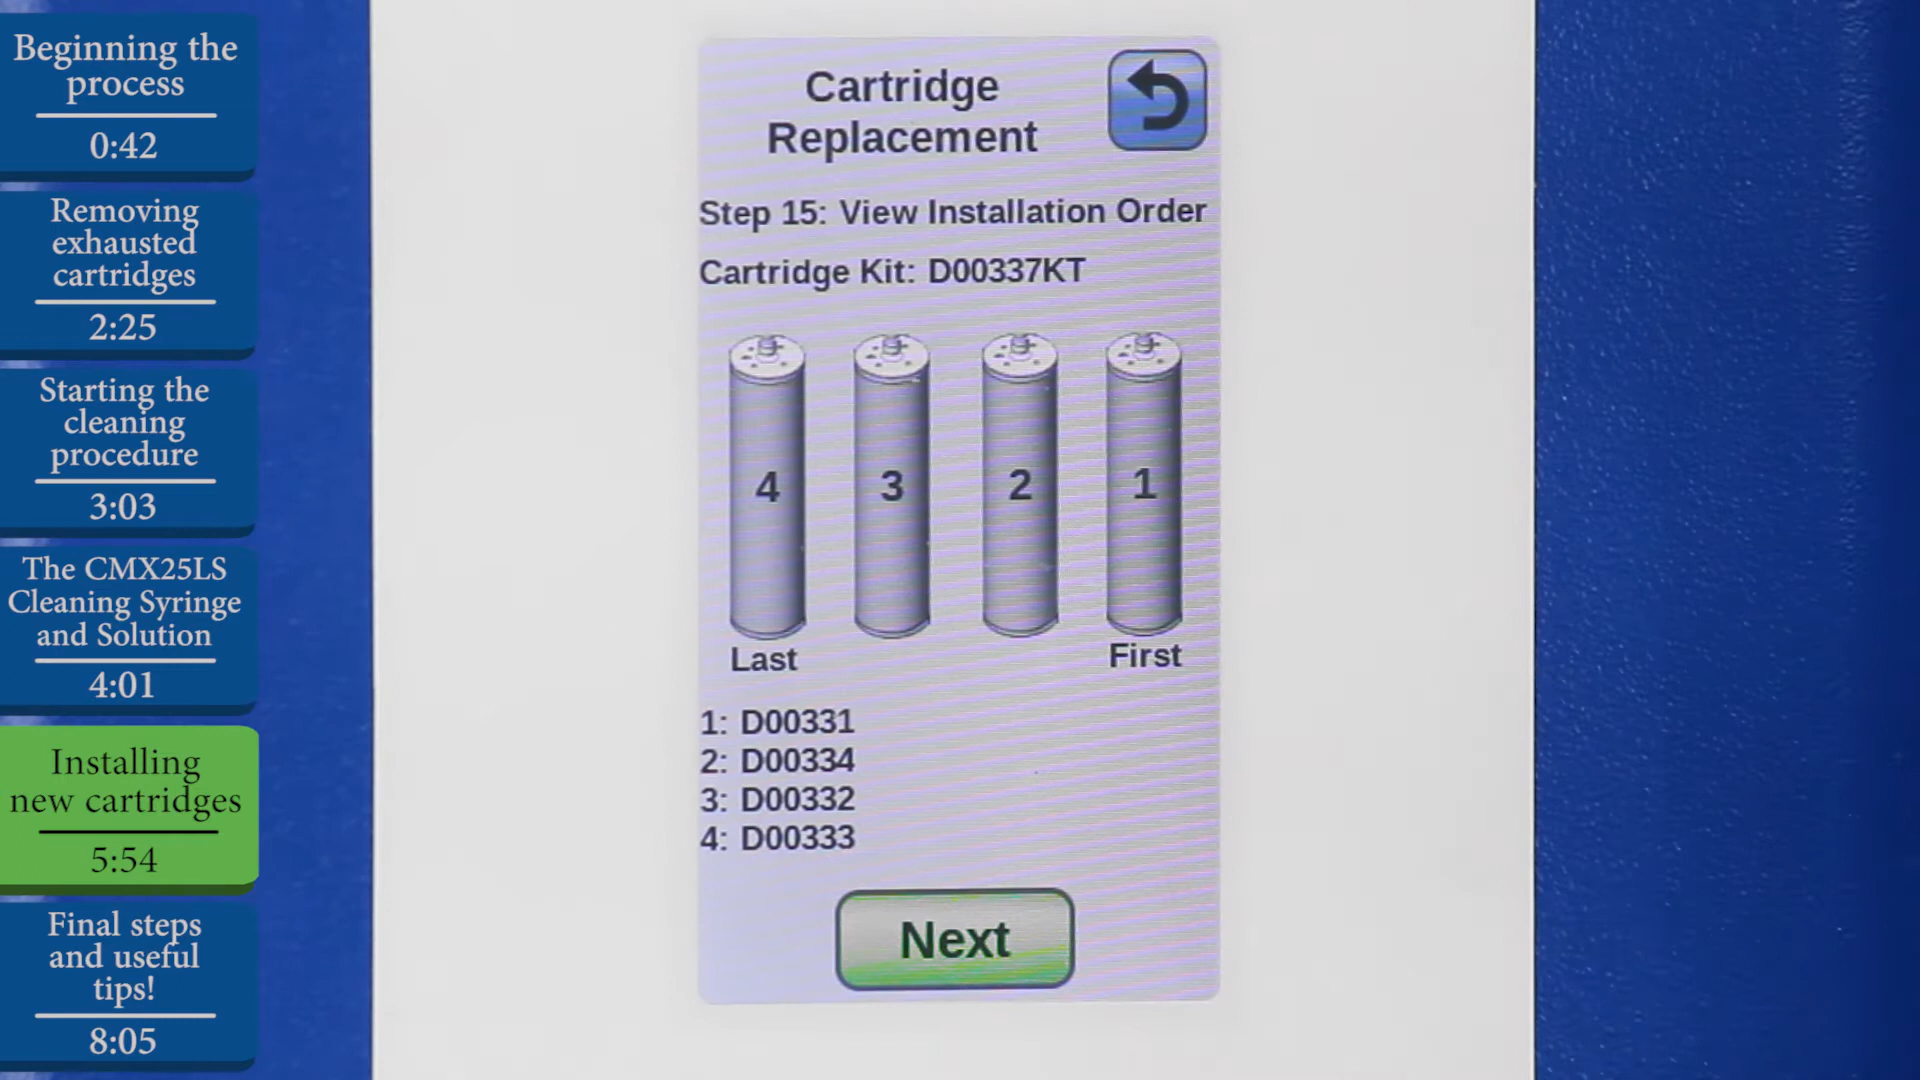 Beginning the
process
0:42
Removing
exhausted
cartridges
2:25
Starting the
cleaning
procedure
3:03
The CMX25LS
Cleaning Syringe
and Solution
4:01
Installing
new cartridges
5:54
Final steps
and useful
tips!
8:05
Cartridge
Replacement
Step 15: View Installation Order
Cartridge Kit: D00337KT
4 3 2 1
Last First
1: D00331
2: D00334
3: D00332
4: D00333
Next